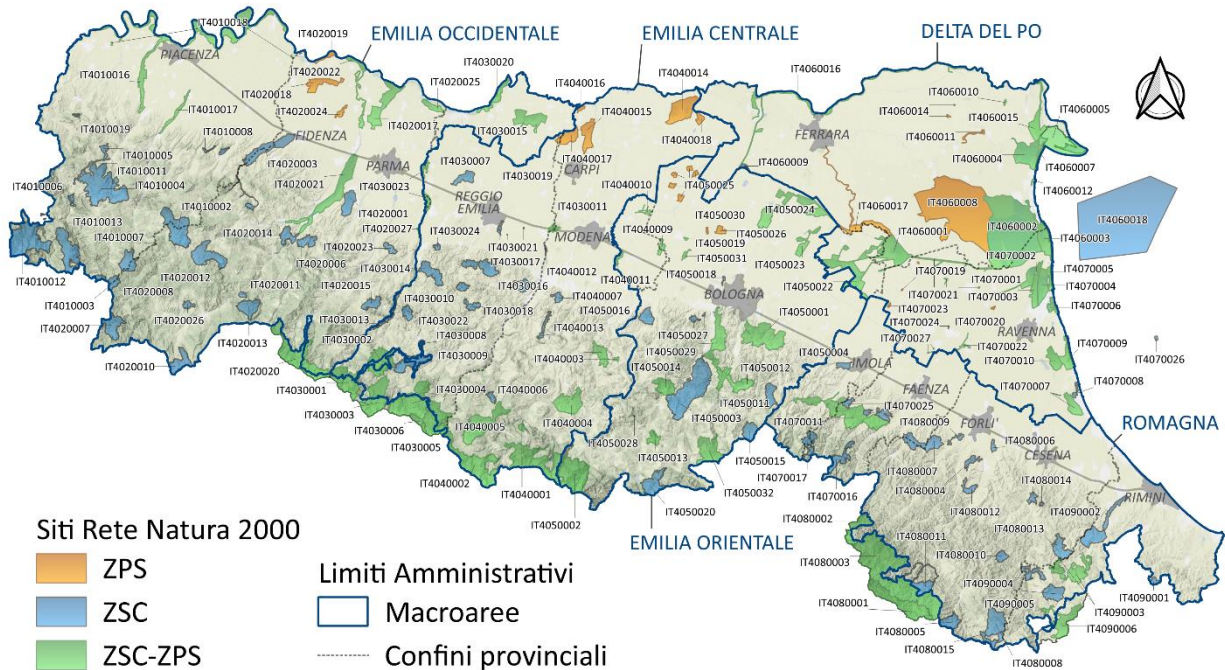 IT4010018
IT4020019
EMILIA OCCIDENTALE
IT4030020
EMILIA CENTRALE
DELTA DEL PO
PIACENZA
IT4010016
IT4020022
IT4020025
IT4040016
IT4040014
IT4060016
IT4060010
IT4020018
IT4060014
IT4060005
IT4010017
IT4020024
IT4020017
IT4030015
IT4040015
IT4060015
IT4010019
IT4010008
FIDENZA
IT4040018
FERRARA
IT4060011
IT4010005
IT4020003
PARMA
IT4030007
IT4040017
IT4060004
IT4010011
IT4020021
IT4030023
IT4030019
CARPI
IT4060009
IT4060007
IT4010006
IT4010004
IT4040010
IT4050025
IT4060012
IT4010002
IT4020001
REGGIO
EMILIA
IT4030011
IT4050030
IT4050024
IT4060017
IT4060008
IT4060018
IT4010013
IT4020014
IT4020027
IT4030024
MODENA
IT4040009
IT4050026
IT4060001
IT4060002
IT4010007
IT4020023
IT4030021
IT4050019
IT4060003
IT4020006
IT4030014
IT4030017
IT4040012
IT4050031
IT4050023
IT4070002
IT4010012
IT4020012
IT4020015
IT4030016
IT4040011
IT4050018
IT4050022
IT4070019
IT4070005
IT4010003
IT4020008
IT4020011
IT4030010
IT4040007
BOLOGNA
IT4070021
IT4070001
IT4070004
IT4020007
IT4020026
IT4030013
IT4030022
IT4030018
IT4050016
IT4050001
IT4070023
IT4070003
IT4070006
IT4020013
IT4030002
IT4030008
IT4040013
IT4050027
IT4070024
IT4070020
RAVENNA
IT4020010
IT4020020
IT4030009
IT4040003
IT4050029
IT4050004
IT4070027
IT4070022
IT4070009
IT4070026
IT4030001
IT4050014
IT4050012
IMOLA
IT4070010
IT4030004
IT4040006
FAENZA
IT4070007
IT4070008
IT4030003
IT4050011
IT4070025
IT4030006
IT4040005
IT4040004
IT4050003
IT4070011
IT4080009
FORLÌ
ROMAGNA
IT4030005
IT4050028
IT4080006
IT4050013
IT4050015
IT4080007
CESENA
IT4040002
IT4040001
IT4070017
IT4080004
IT4080014
RIMINI
IT4050002
IT4050020
IT4050032
IT4070016
IT4080012
IT4090002
IT4080002
IT4080013
EMILIA ORIENTALE
IT4080011
IT4080003
IT4080010
IT4090004
IT4080001
IT4090005
IT4090003
IT4090001
IT4080005
IT4090006
IT4080015
IT4080008
Siti Rete Natura 2000
ZPS
ZSC
ZSC-ZPS
Limiti Amministrativi
Macroaree
Confini provinciali